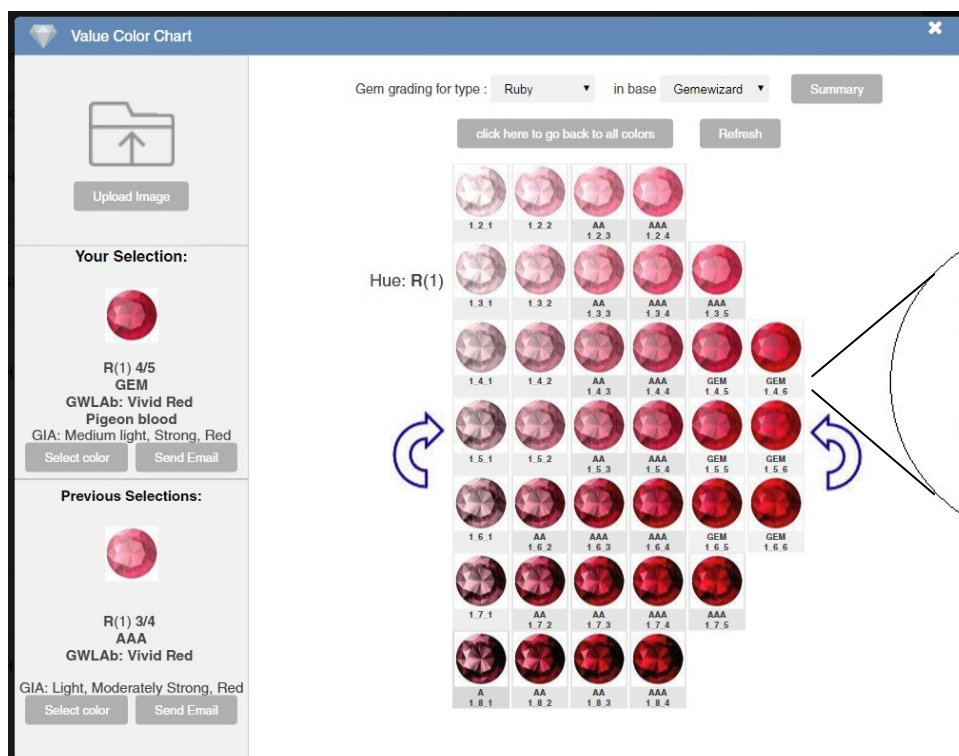 Value Color Chart
Upload Image
Your Selection:
R(1) 4/5
GEM
GWLAb: Vivid Red
Pigeon blood
GIA: Medium light, Strong, Red
Select color Send Email
Previous Selections:
R(1) 3/4
AAA
GWLAb: Vivid Red
GIA: Light, Moderately Strong, Red
Select color Send Email
Gem grading for type : Ruby in base Gemewizard Summary
click here to go back to all colors Refresh
AA AAA
1_2_1 1_2_2 1_2_3 1_2_4
Hue: R(1)
AA AAA AAA
1_3_1 1_3_2 1_3_3 1_3_4 1_3_5
AA AAA GEM GEM
1_4_1 1_4_2 1_4_3 1_4_4 1_4_5 1_4_6
AA AAA GEM GEM
1_5_1 1_5_2 1_5_3 1_5_4 1_5_5 1_5_6
AA AAA AAA GEM GEM
1_6_1 1_6_2 1_6_3 1_6_4 1_6_5 1_6_6
AA AA AAA AAA
1_7_1 1_7_2 1_7_3 1_7_4 1_7_5
A AA AA AAA
1_8_1 1_8_2 1_8_3 1_8_4